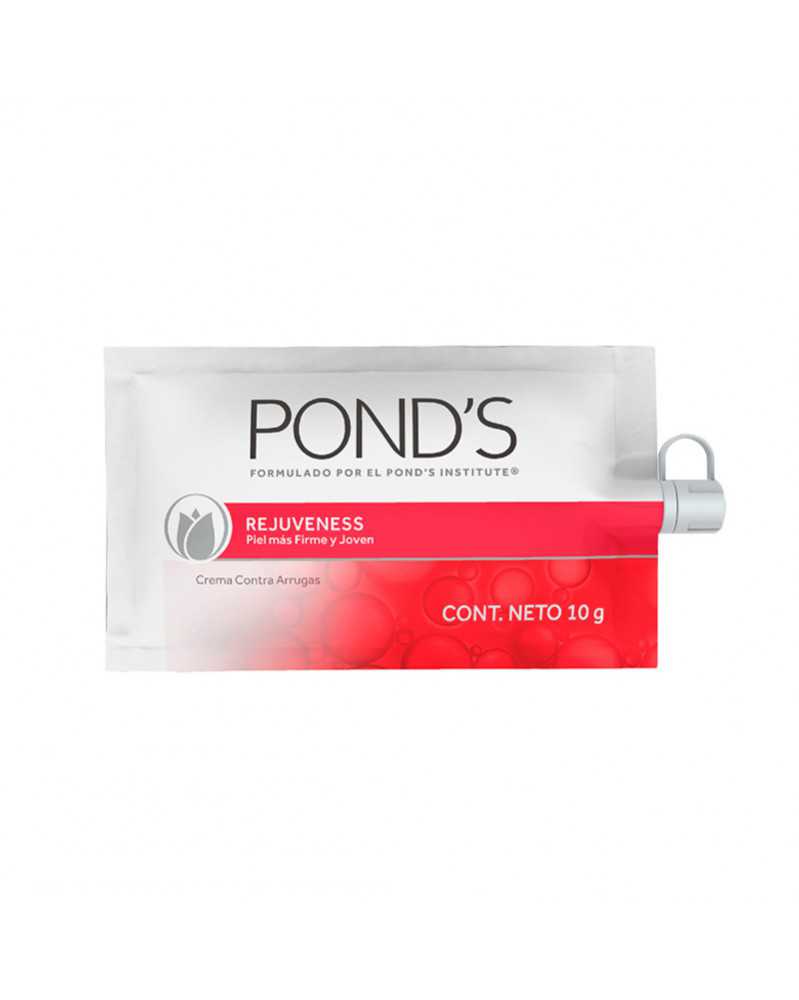 POND'S
FORMULADO POR EL POND'S INSTITUTE®
REJUVENESS
Piel más Firme y Joven
Crema Contra Arrugas
CONT. NETO 10 g